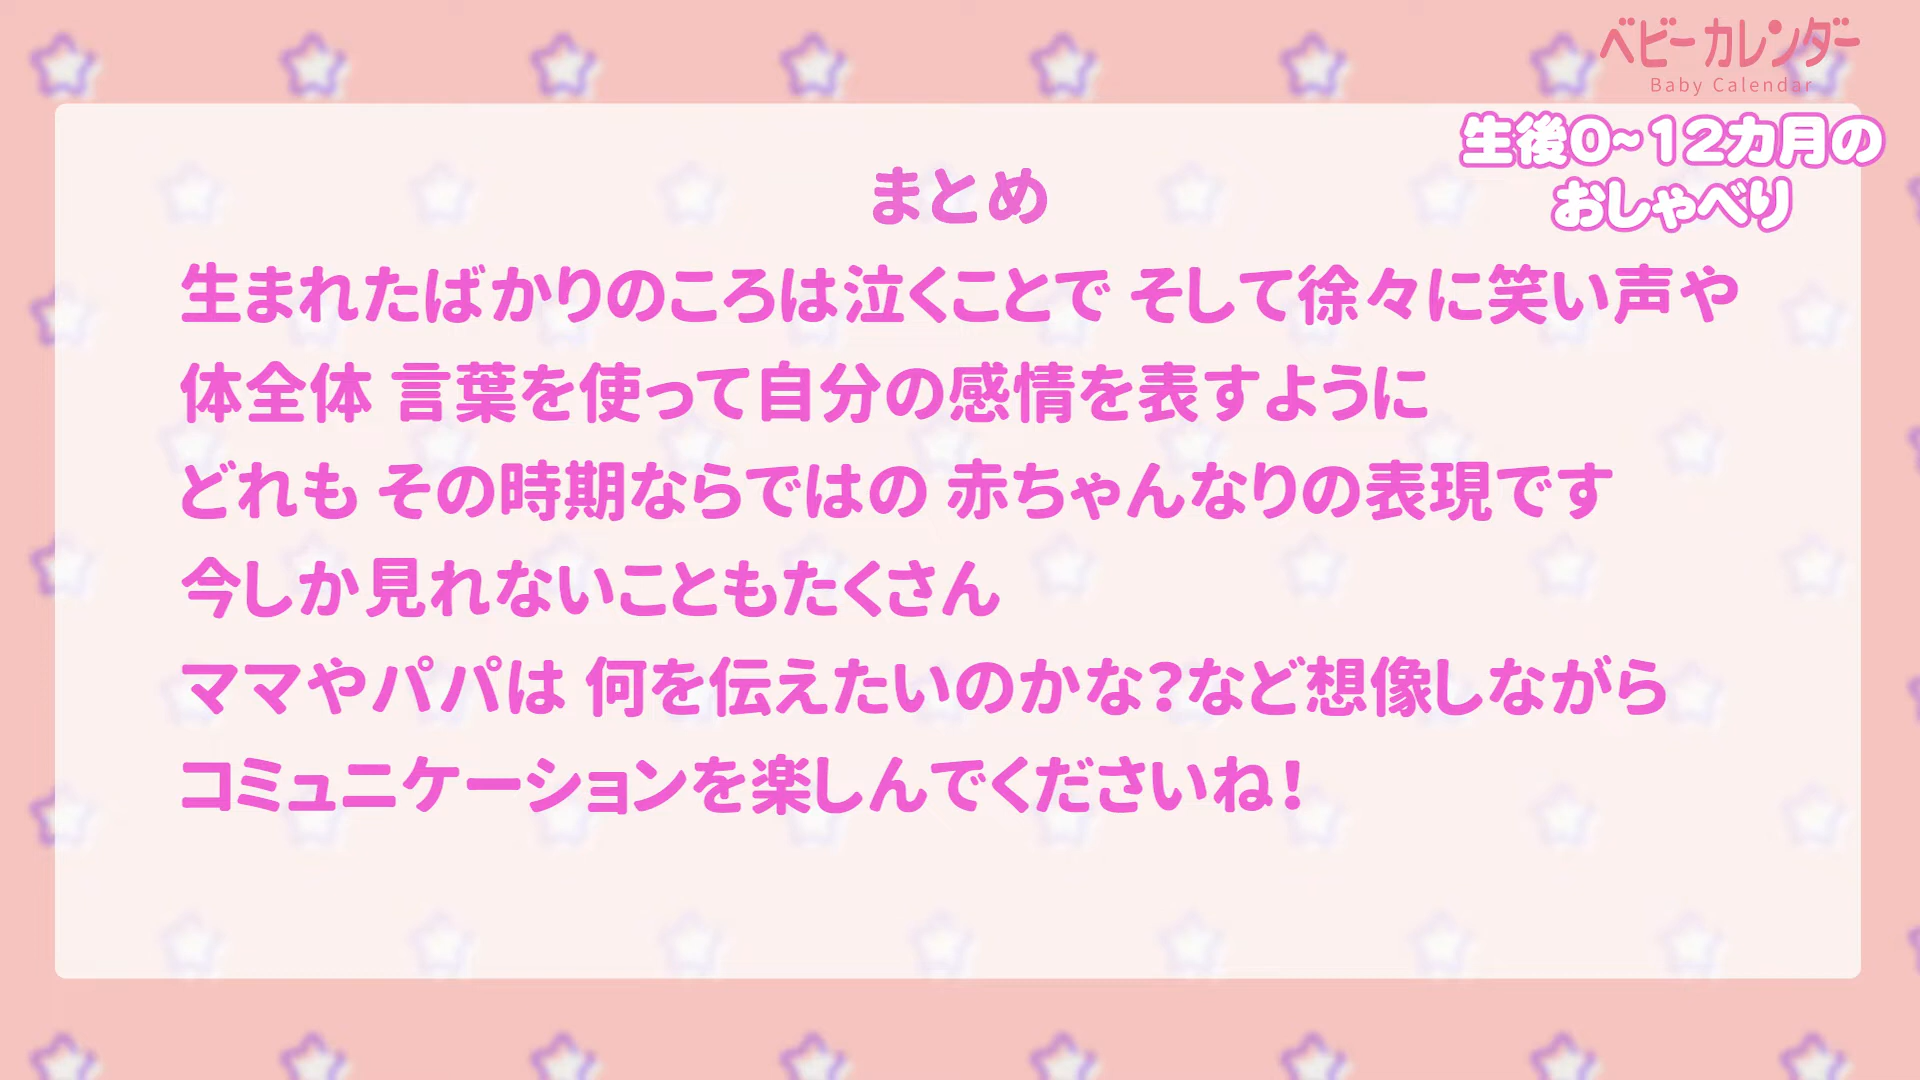 ベビーカレンダー
Baby Calendar
生後0~12カ月の
おしゃべり
まとめ
生まれたばかりのころは泣くことで そして徐々に笑い声や
体全体 言葉を使って自分の感情を表すように
どれも その時期ならではの 赤ちゃんなりの表現です
今しか見れないこともたくさん
ママやパパは 何を伝えたいのかな?など想像しながら
コミュニケーションを楽しんでくださいね!